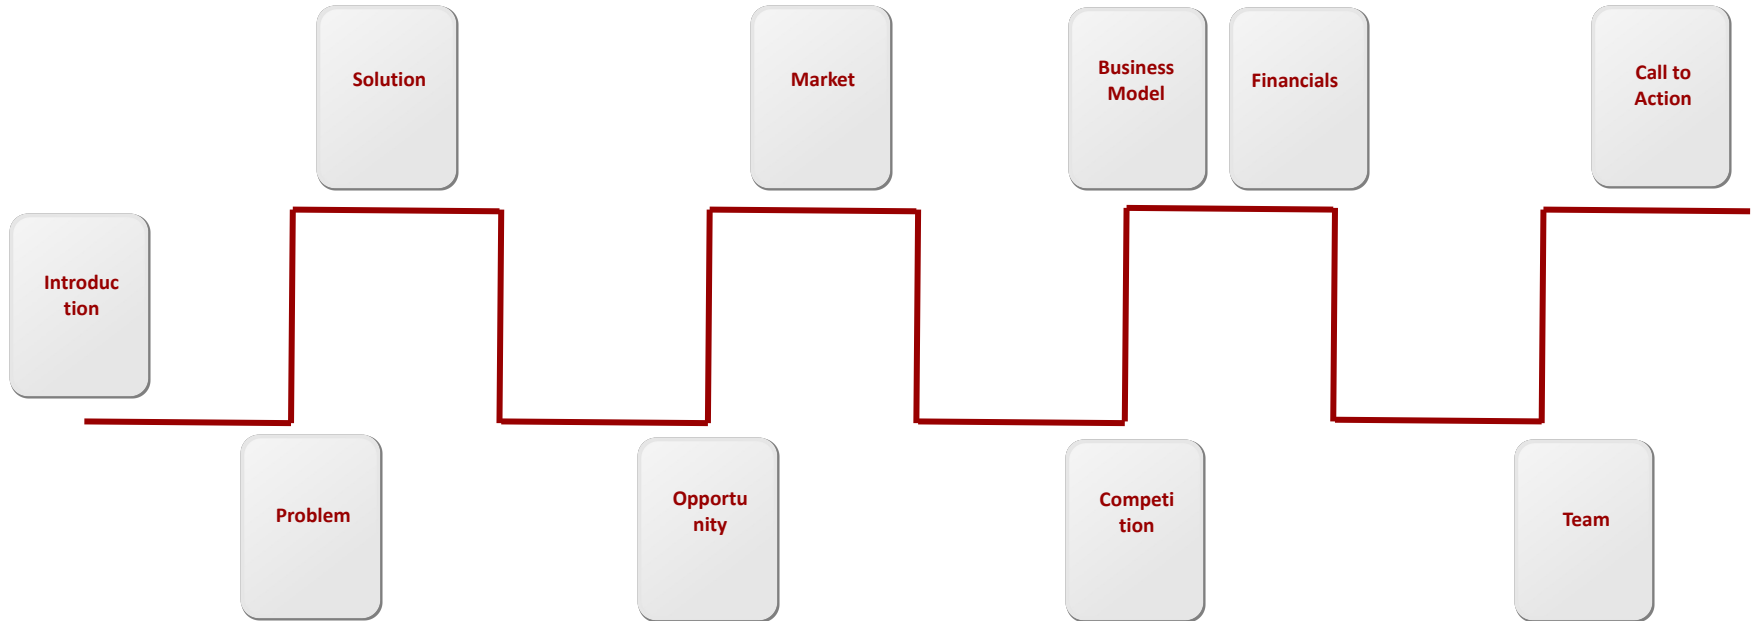 Introduc
tion
Problem
Solution
Opportu
nity
Market
Competi
tion
Business
Model
Financials
Team
Call to
Action